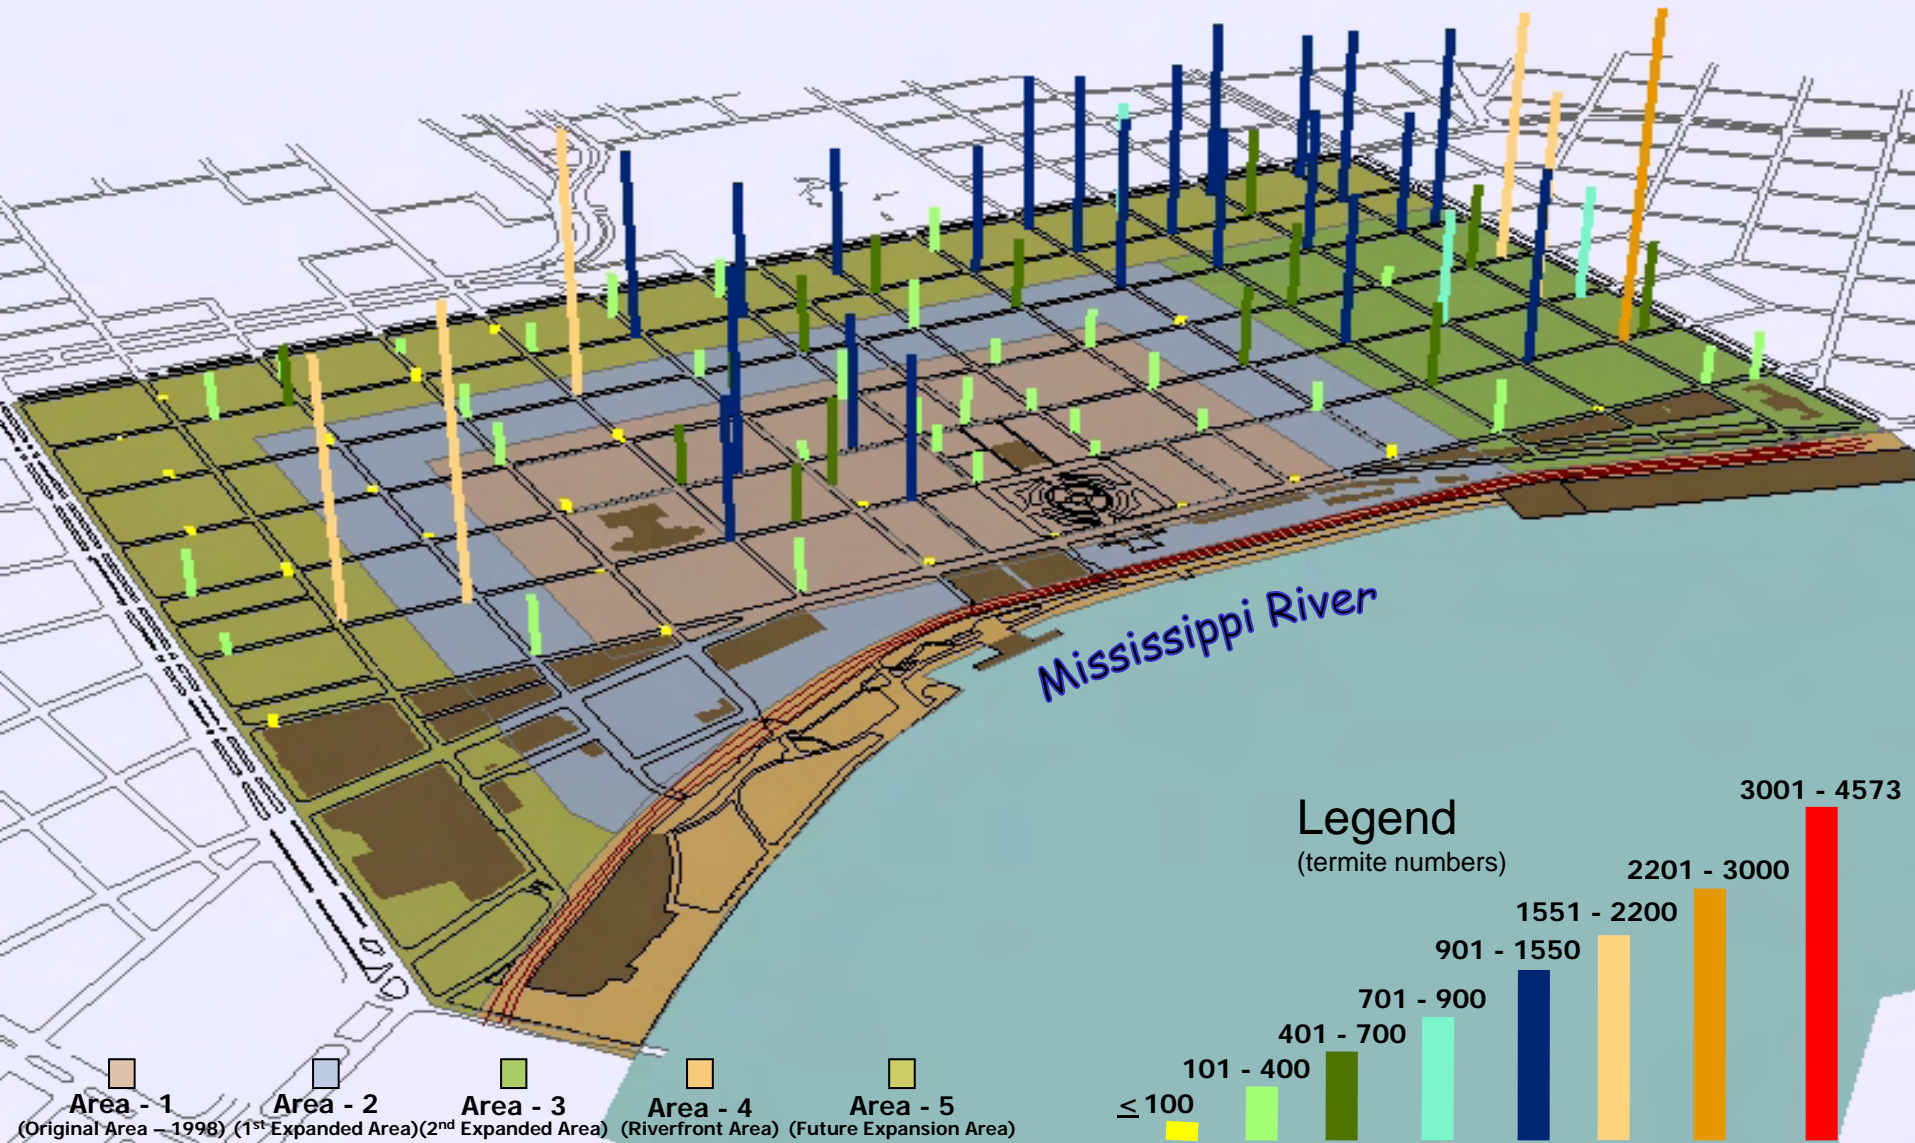 Mississippi River
Legend
(termite numbers)
3001 - 4573
2201 - 3000
1551 - 2200
901 - 1550
701 - 900
401 - 700
101 - 400
≤ 100
Area - 1
(Original Area – 1998)
Area - 2
(1st Expanded Area)
Area - 3
(2nd Expanded Area)
Area - 4
(Riverfront Area)
Area - 5
(Future Expansion Area)